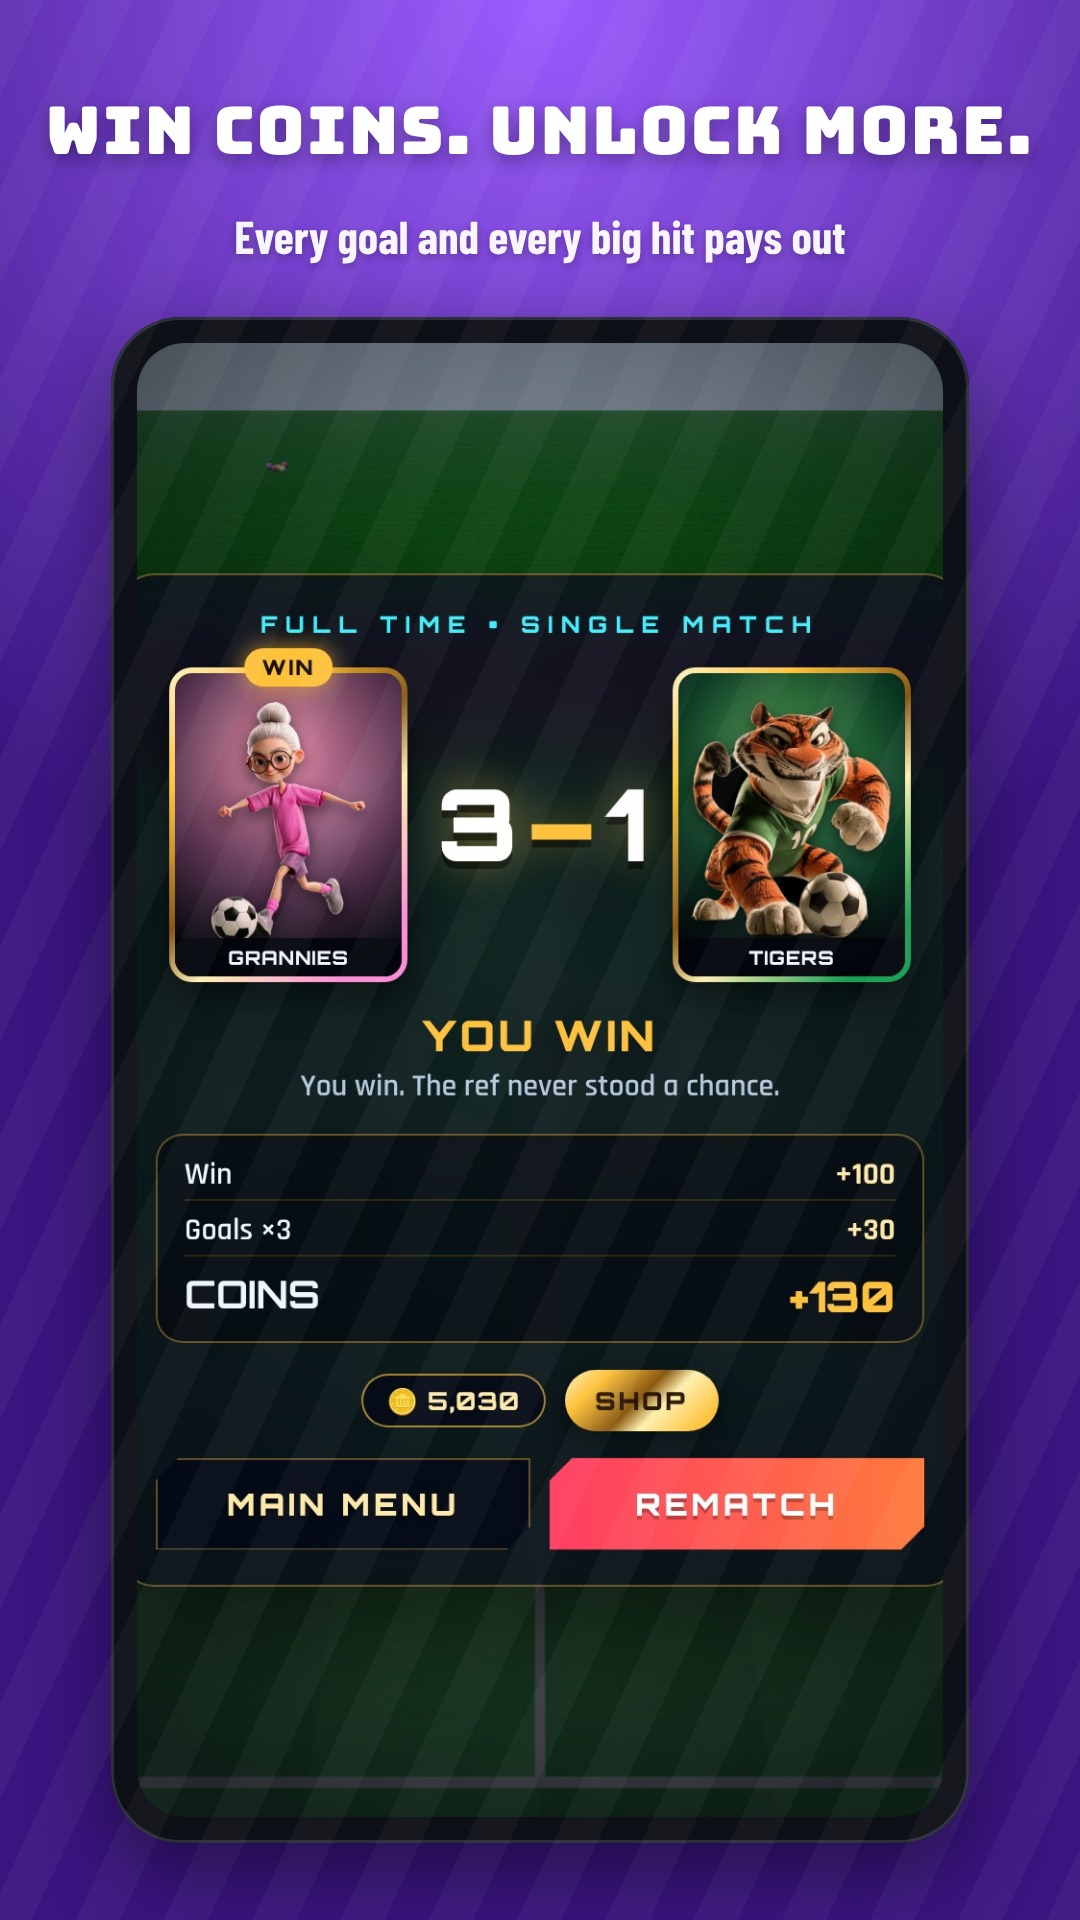 WIN COINS. UNLOCK MORE.
Every goal and every big hit pays out
FULL TIME • SINGLE MATCH
WIN
3–1
GRANNIES
TIGERS
YOU WIN
You win. The ref never stood a chance.
Win +100
Goals ×3 +30
COINS +130
5,030 SHOP
MAIN MENU REMATCH